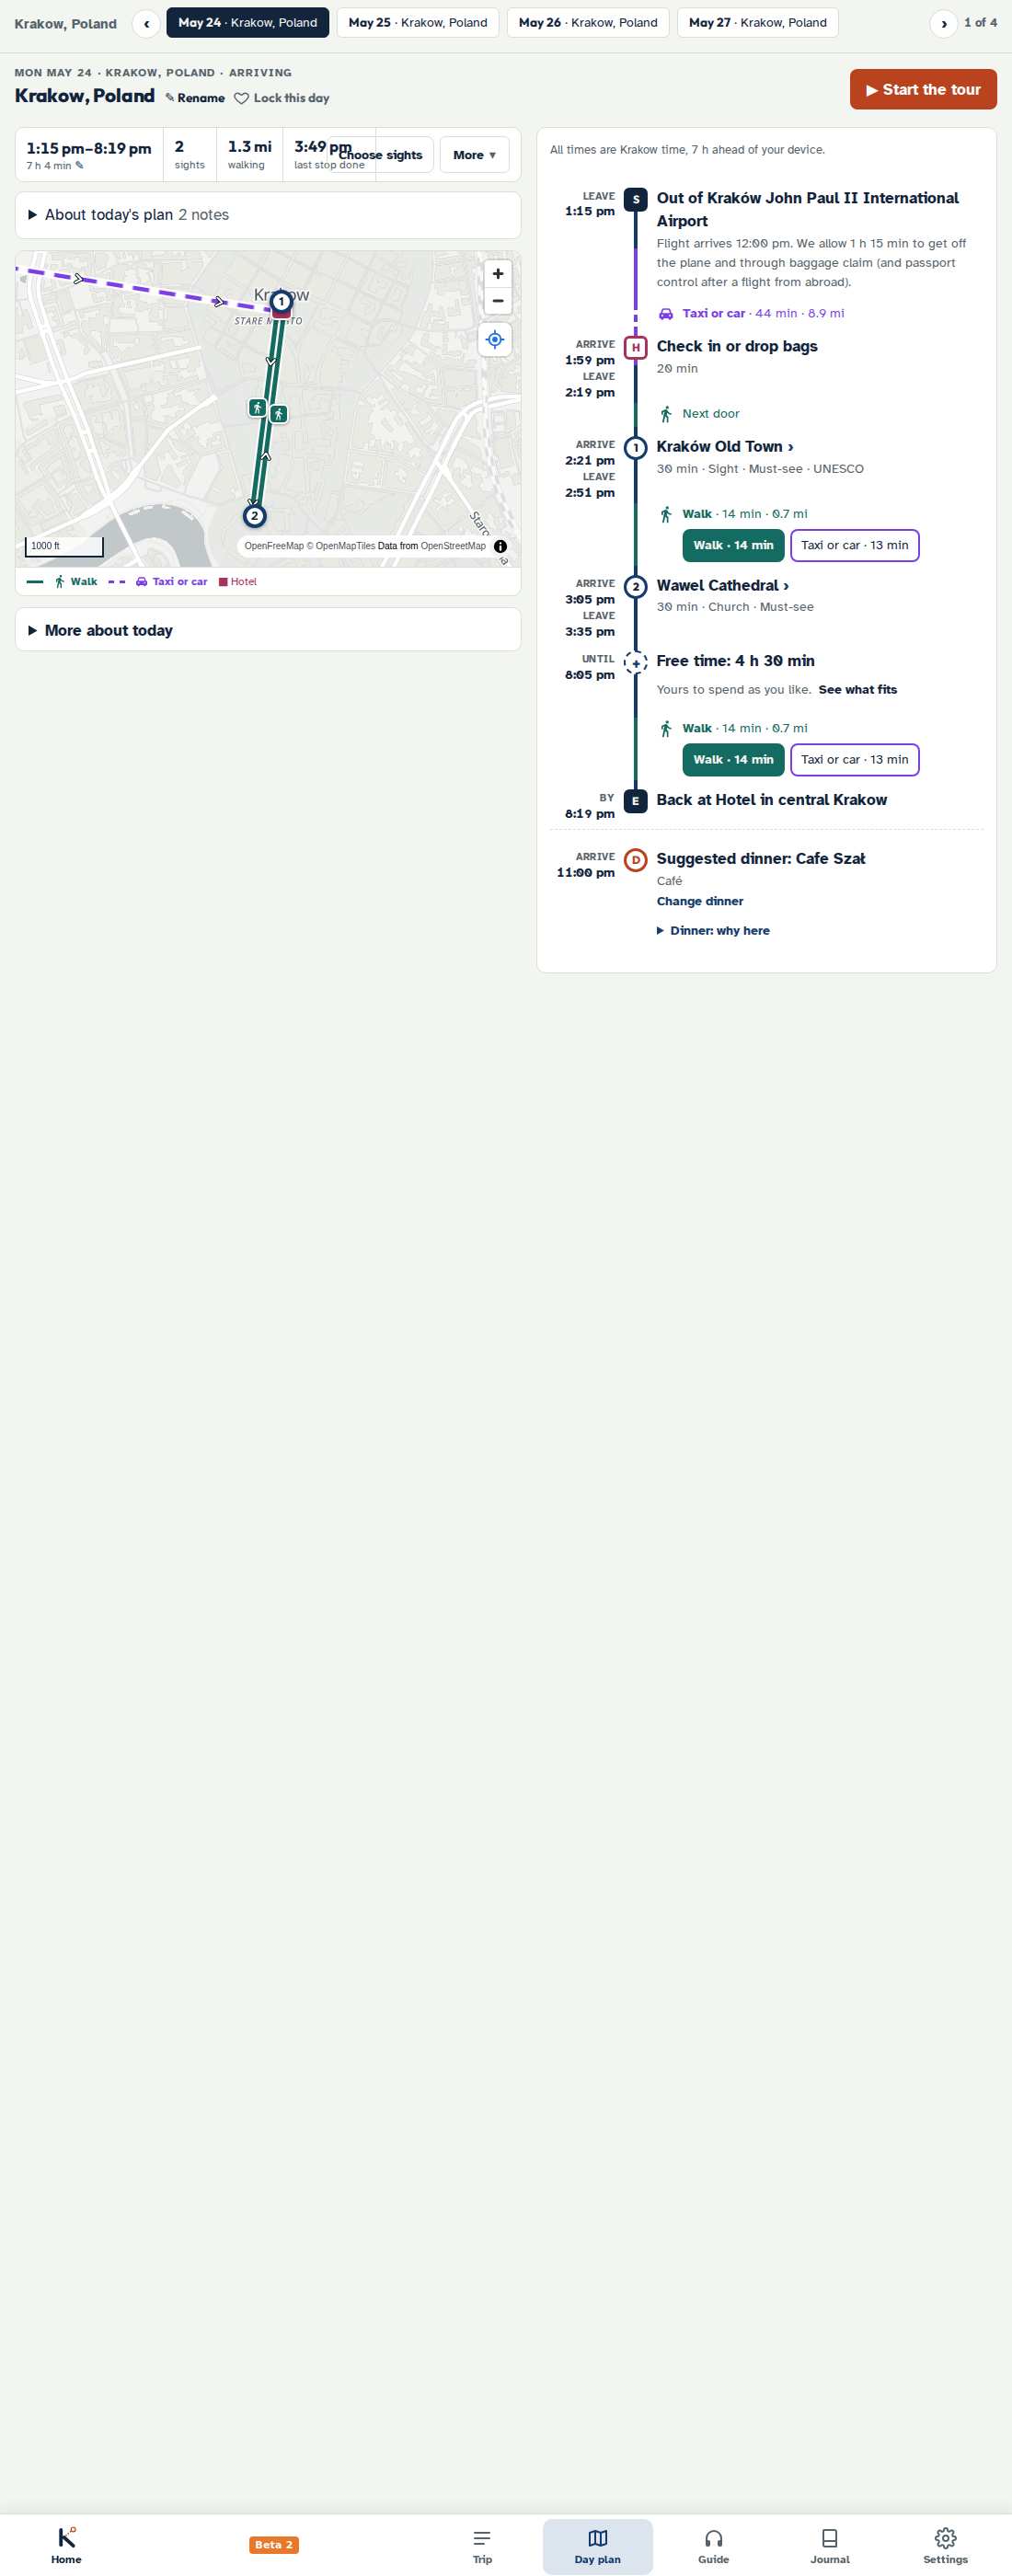 Krakow, Poland
‹
May 24 · Krakow, Poland
May 25 · Krakow, Poland
May 26 · Krakow, Poland
May 27 · Krakow, Poland
›
1 of 4
MON MAY 24 · KRAKOW, POLAND · ARRIVING
Krakow, Poland
✎ Rename
Lock this day
▶ Start the tour
1:15 pm–8:19 pm
7 h 4 min ✎
2
sights
1.3 mi
walking
3:49 pm
last stop done
Choose sights
More ▾
▶ About today's plan 2 notes
Krakow
STARE MIASTO
1
2
+
−
1000 ft
OpenFreeMap © OpenMapTiles Data from OpenStreetMap
Walk
Taxi or car
Hotel
▶ More about today
All times are Krakow time, 7 h ahead of your device.
LEAVE
1:15 pm
S
Out of Kraków John Paul II International
Airport
Flight arrives 12:00 pm. We allow 1 h 15 min to get off
the plane and through baggage claim (and passport
control after a flight from abroad).
Taxi or car · 44 min · 8.9 mi
ARRIVE
1:59 pm
LEAVE
2:19 pm
H
Check in or drop bags
20 min
Next door
ARRIVE
2:21 pm
LEAVE
2:51 pm
1
Kraków Old Town ›
30 min · Sight · Must-see · UNESCO
Walk · 14 min · 0.7 mi
Walk · 14 min
Taxi or car · 13 min
ARRIVE
3:05 pm
LEAVE
3:35 pm
2
Wawel Cathedral ›
30 min · Church · Must-see
UNTIL
8:05 pm
+
Free time: 4 h 30 min
Yours to spend as you like. See what fits
Walk · 14 min · 0.7 mi
Walk · 14 min
Taxi or car · 13 min
BY
8:19 pm
E
Back at Hotel in central Krakow
ARRIVE
11:00 pm
D
Suggested dinner: Cafe Szał
Café
Change dinner
▶ Dinner: why here
Home
Beta 2
Trip
Day plan
Guide
Journal
Settings